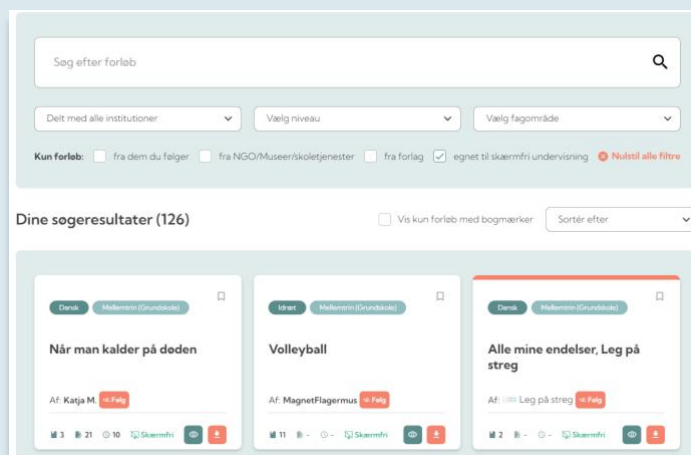 Søg efter forløb
Delt med alle institutioner
Vælg niveau
Vælg fagområde
Kun forløb: fra dem du følger fra NGO/Museer/skoletjenester fra forlag egnet til skærmfri undervisning Nulstil alle filtre
Dine søgeresultater (126)
Vis kun forløb med bogmærker
Sortér efter
Dansk Mellemtrin (Grundskole)
Når man kalder på døden
Af: Katja M. Følg
3 21 10 Skærmfri
Idræt Mellemtrin (Grundskole)
Volleyball
Af: MagnetFlagermus Følg
11 - - Skærmfri
Dansk Mellemtrin (Grundskole)
Alle mine endelser, Leg på
streg
Af: Leg på streg Følg
2 - - Skærmfri